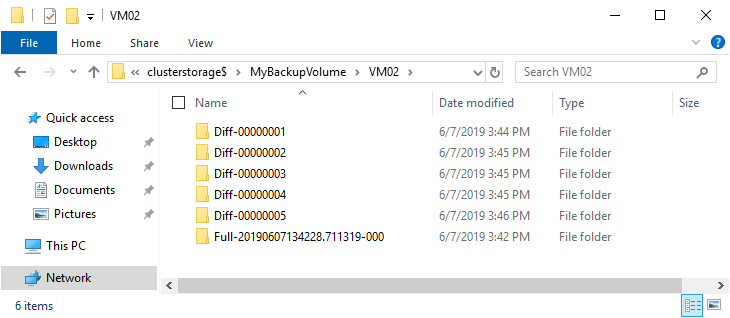 VM02
File Home Share View
clusterstorage$ MyBackupVolume VM02 Search VM02
Name Date modified Type Size
Quick access
Desktop
Downloads
Documents
Pictures
This PC
Network
Diff-00000001 6/7/2019 3:44 PM File folder
Diff-00000002 6/7/2019 3:45 PM File folder
Diff-00000003 6/7/2019 3:45 PM File folder
Diff-00000004 6/7/2019 3:45 PM File folder
Diff-00000005 6/7/2019 3:46 PM File folder
Full-20190607134228.711319-000 6/7/2019 3:42 PM File folder
6 items